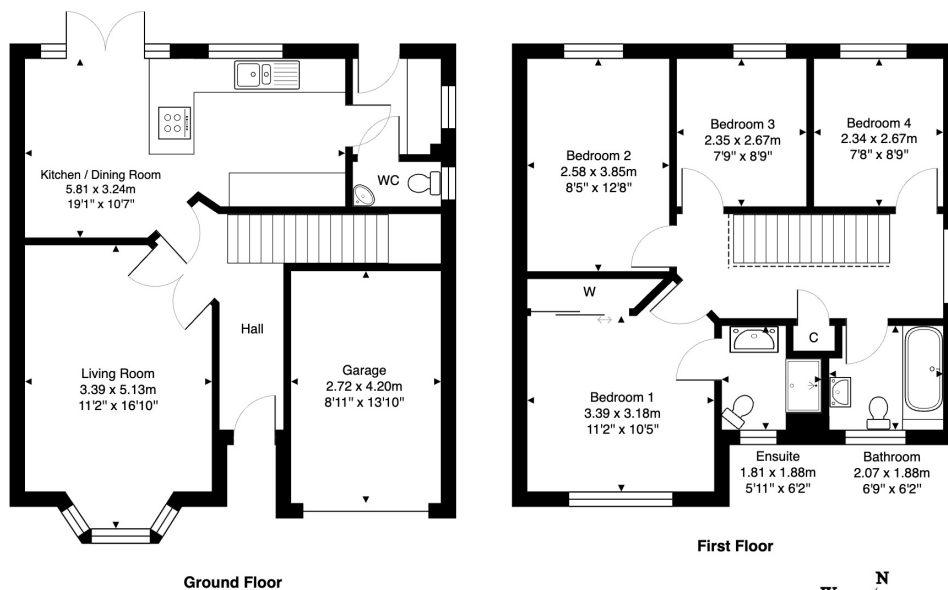 Kitchen / Dining Room
5.81 x 3.24m
19'1" x 10'7"
WC
Hall
Living Room
3.39 x 5.13m
11'2" x 16'10"
Garage
2.72 x 4.20m
8'11" x 13'10"
Ground Floor
Bedroom 2
2.58 x 3.85m
8'5" x 12'8"
Bedroom 3
2.35 x 2.67m
7'9" x 8'9"
Bedroom 4
2.34 x 2.67m
7'8" x 8'9"
W
C
Bedroom 1
3.39 x 3.18m
11'2" x 10'5"
Ensuite
1.81 x 1.88m
5'11" x 6'2"
Bathroom
2.07 x 1.88m
6'9" x 6'2"
First Floor
N
W